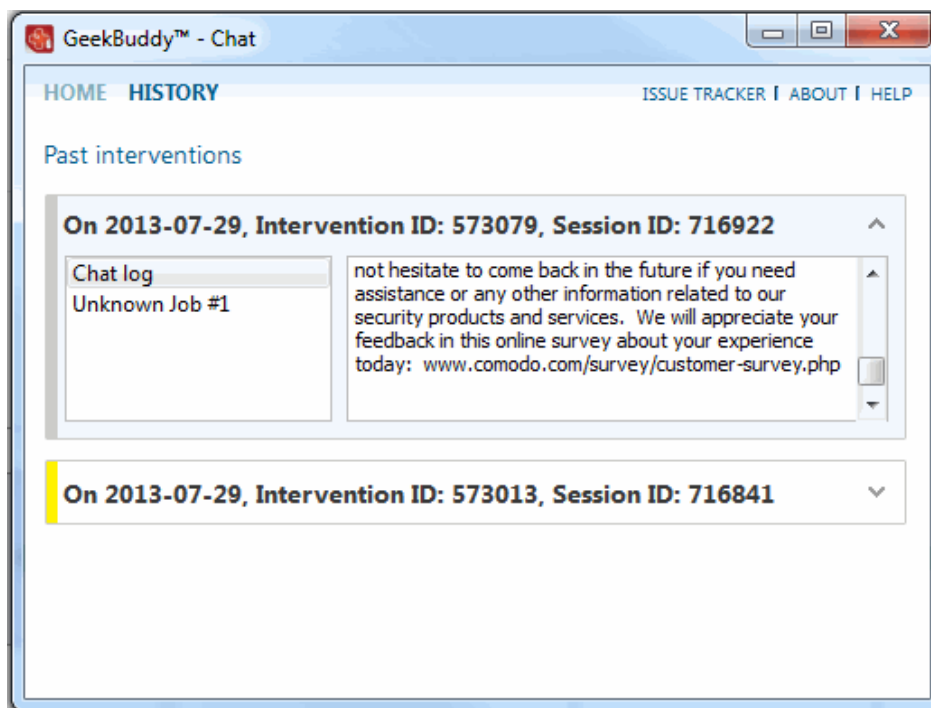 GeekBuddy™ - Chat
HOME HISTORY ISSUE TRACKER | ABOUT | HELP
Past interventions
On 2013-07-29, Intervention ID: 573079, Session ID: 716922
Chat log
Unknown Job #1
not hesitate to come back in the future if you need
assistance or any other information related to our
security products and services.  We will appreciate your
feedback in this online survey about your experience
today:  www.comodo.com/survey/customer-survey.php
On 2013-07-29, Intervention ID: 573013, Session ID: 716841